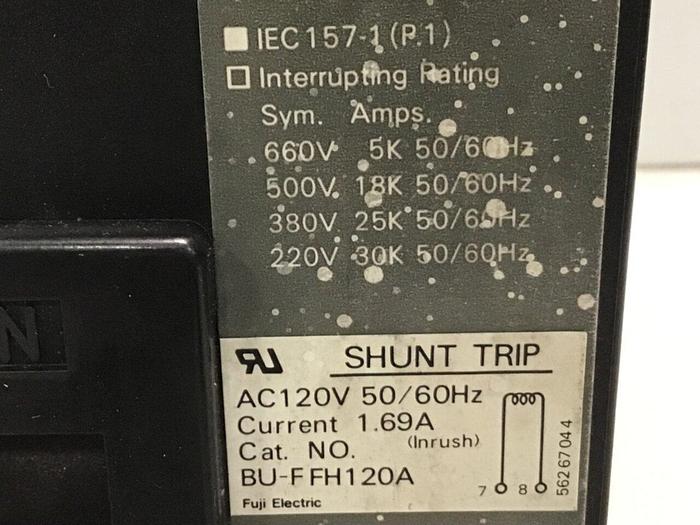 IEC157-1(P.1)
Interrupting Rating
Sym. Amps.
660V 5K 50/60Hz
500V 18K 50/60Hz
380V 25K 50/60Hz
220V 30K 50/60Hz
N
RU SHUNT TRIP
AC120V 50/60Hz
Current 1.69A
(Inrush)
Cat. NO.
BU-FFH120A
7 8
Fuji Electric
56267044